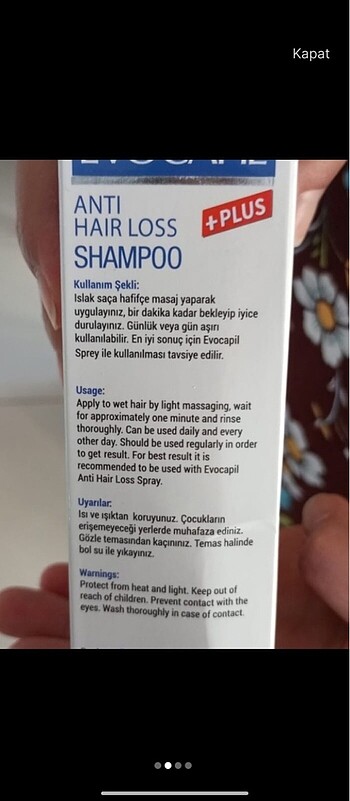 Kapat
EVOCAPIL
ANTI
HAIR LOSS
+PLUS
SHAMPOO
Kullanım Şekli:
Islak saça hafifçe masaj yaparak
uygulayınız, bir dakika kadar bekleyip iyice
durulayınız. Günlük veya gün aşırı
kullanılabilir. En iyi sonuç için Evocapil
Sprey ile kullanılması tavsiye edilir.
Usage:
Apply to wet hair by light massaging, wait
for approximately one minute and rinse
thoroughly. Can be used daily and every
other day. Should be used regularly in order
to get result. For best result it is
recommended to be used with Evocapil
Anti Hair Loss Spray.
Uyarılar:
Isı ve ışıktan koruyunuz. Çocukların
erişemeyeceği yerlerde muhafaza ediniz.
Gözle temasından kaçınınız. Temas halinde
bol su ile yıkayınız.
Warnings:
Protect from heat and light. Keep out of
reach of children. Prevent contact with the
eyes. Wash thoroughly in case of contact.